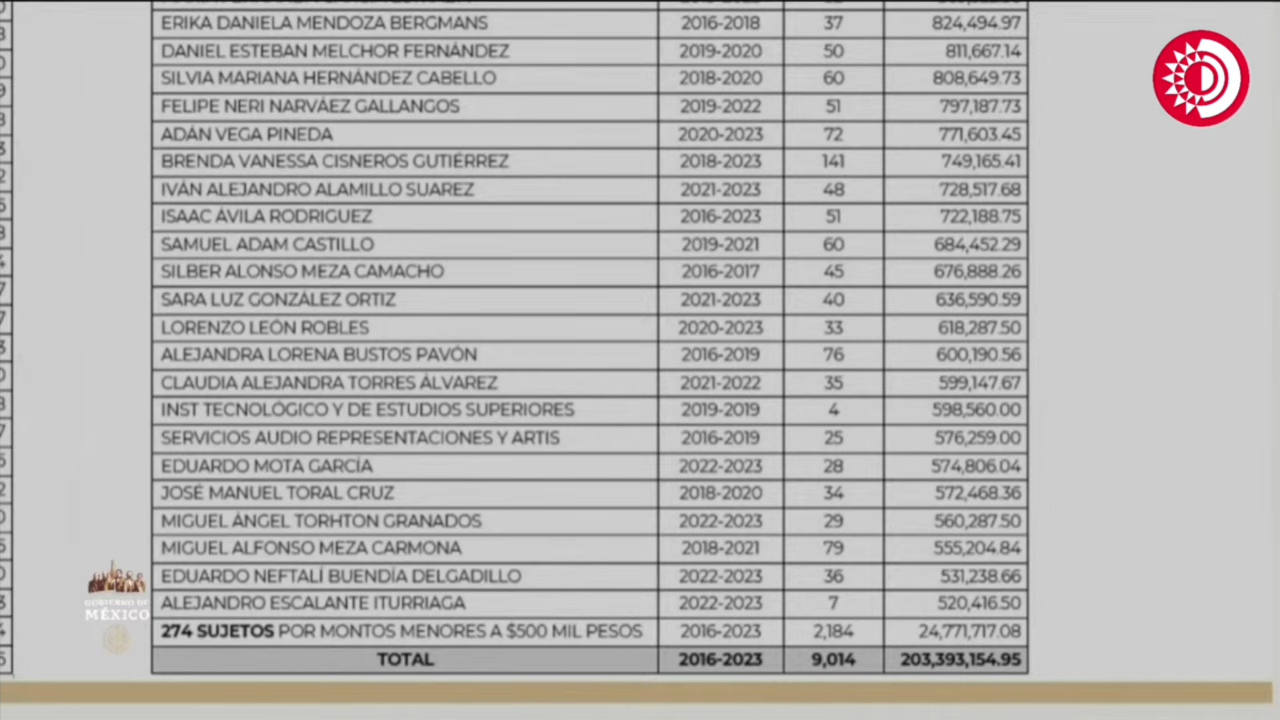 ERIKA DANIELA MENDOZA BERGMANS 2016-2018 37 824,494.97
DANIEL ESTEBAN MELCHOR FERNÁNDEZ 2019-2020 50 811,667.14
SILVIA MARIANA HERNÁNDEZ CABELLO 2018-2020 60 808,649.73
FELIPE NERI NARVÁEZ GALLANGOS 2019-2022 51 797,187.73
ADÁN VEGA PINEDA 2020-2023 72 771,603.45
BRENDA VANESSA CISNEROS GUTIÉRREZ 2018-2023 141 749,165.41
IVÁN ALEJANDRO ALAMILLO SUAREZ 2021-2023 48 728,517.68
ISAAC ÁVILA RODRIGUEZ 2016-2023 51 722,188.75
SAMUEL ADAM CASTILLO 2019-2021 60 684,452.29
SILBER ALONSO MEZA CAMACHO 2016-2017 45 676,888.26
SARA LUZ GONZÁLEZ ORTIZ 2021-2023 40 636,590.59
LORENZO LEÓN ROBLES 2020-2023 33 618,287.50
ALEJANDRA LORENA BUSTOS PAVÓN 2016-2019 76 600,190.56
CLAUDIA ALEJANDRA TORRES ÁLVAREZ 2021-2022 35 599,147.67
INST TECNOLÓGICO Y DE ESTUDIOS SUPERIORES 2019-2019 4 598,560.00
SERVICIOS AUDIO REPRESENTACIONES Y ARTIS 2016-2019 25 576,259.00
EDUARDO MOTA GARCÍA 2022-2023 28 574,806.04
JOSÉ MANUEL TORAL CRUZ 2018-2020 34 572,468.36
MIGUEL ÁNGEL TORHTON GRANADOS 2022-2023 29 560,287.50
MIGUEL ALFONSO MEZA CARMONA 2018-2021 79 555,204.84
EDUARDO NEFTALÍ BUENDÍA DELGADILLO 2022-2023 36 531,238.66
ALEJANDRO ESCALANTE ITURRIAGA 2022-2023 7 520,416.50
274 SUJETOS POR MONTOS MENORES A $500 MIL PESOS 2016-2023 2,184 24,771,717.08
TOTAL 2016-2023 9,014 203,393,154.95
GOBIERNO DE
MÉXICO